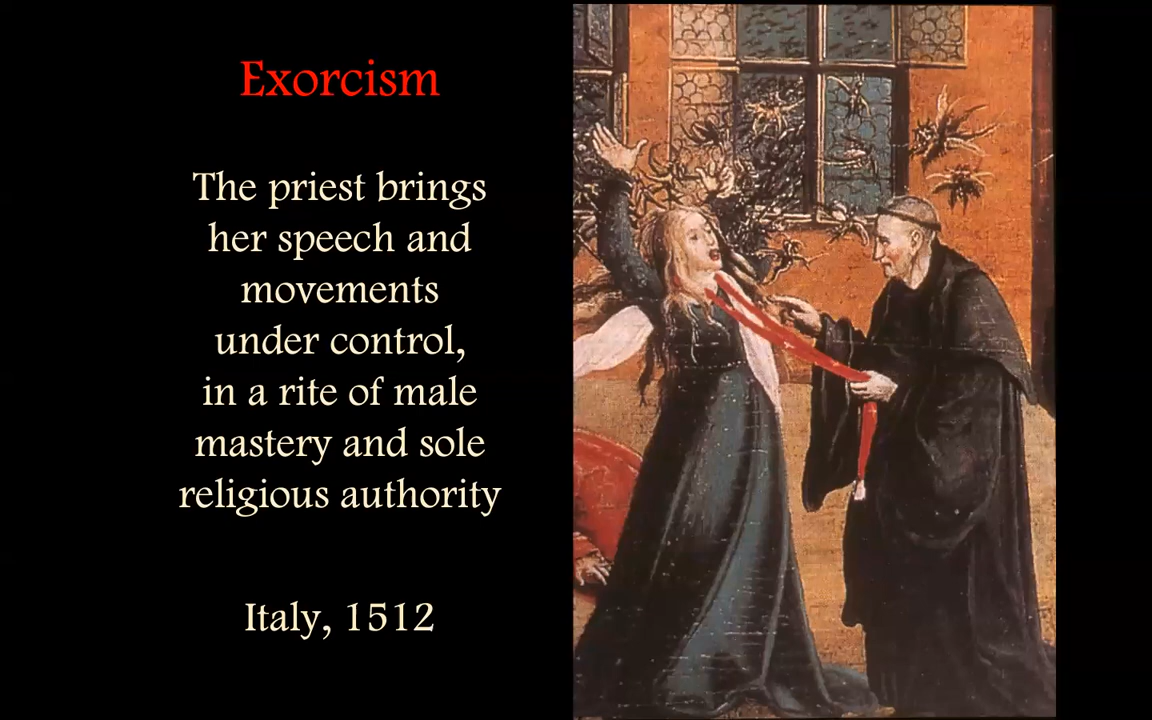 Exorcism
The priest brings
her speech and
movements
under control,
in a rite of male
mastery and sole
religious authority
Italy, 1512